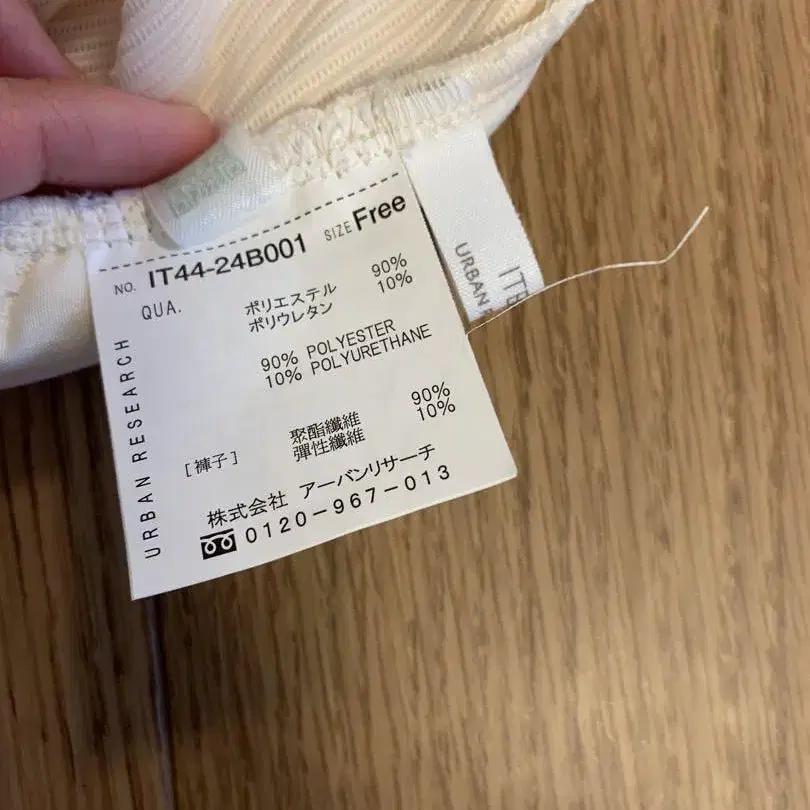 NO. IT44-24B001 SIZE Free
QUA.
ポリエステル 90%
ポリウレタン 10%
90% POLYESTER
10% POLYURETHANE
聚酯纖維 90%
彈性纖維 10%
[褲子]
株式会社 アーバンリサーチ
0120-967-013
URBAN RESEARCH
URBAN